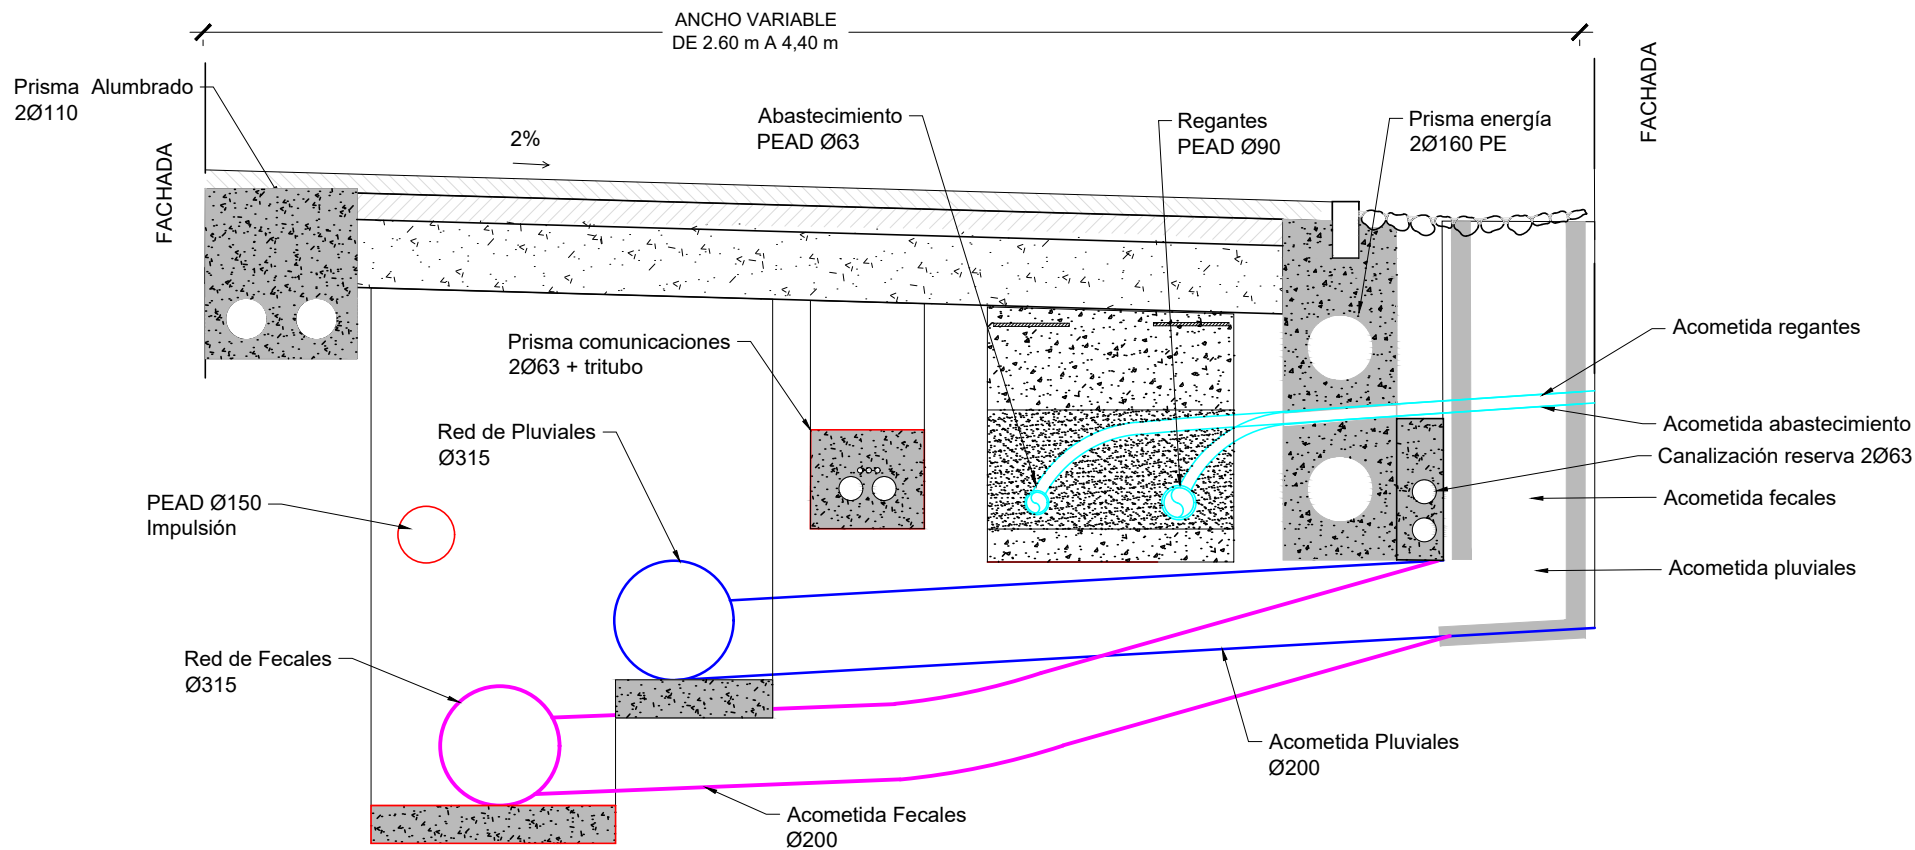 ANCHO VARIABLE
DE 2.60 m A 4,40 m
Prisma Alumbrado
2Ø110
FACHADA
2%
Abastecimiento
PEAD Ø63
Regantes
PEAD Ø90
Prisma energía
2Ø160 PE
FACHADA
Prisma comunicaciones
2Ø63 + tritubo
Red de Pluviales
Ø315
PEAD Ø150
Impulsión
Red de Fecales
Ø315
Acometida regantes
Acometida abastecimiento
Canalización reserva 2Ø63
Acometida fecales
Acometida pluviales
Acometida Pluviales
Ø200
Acometida Fecales
Ø200